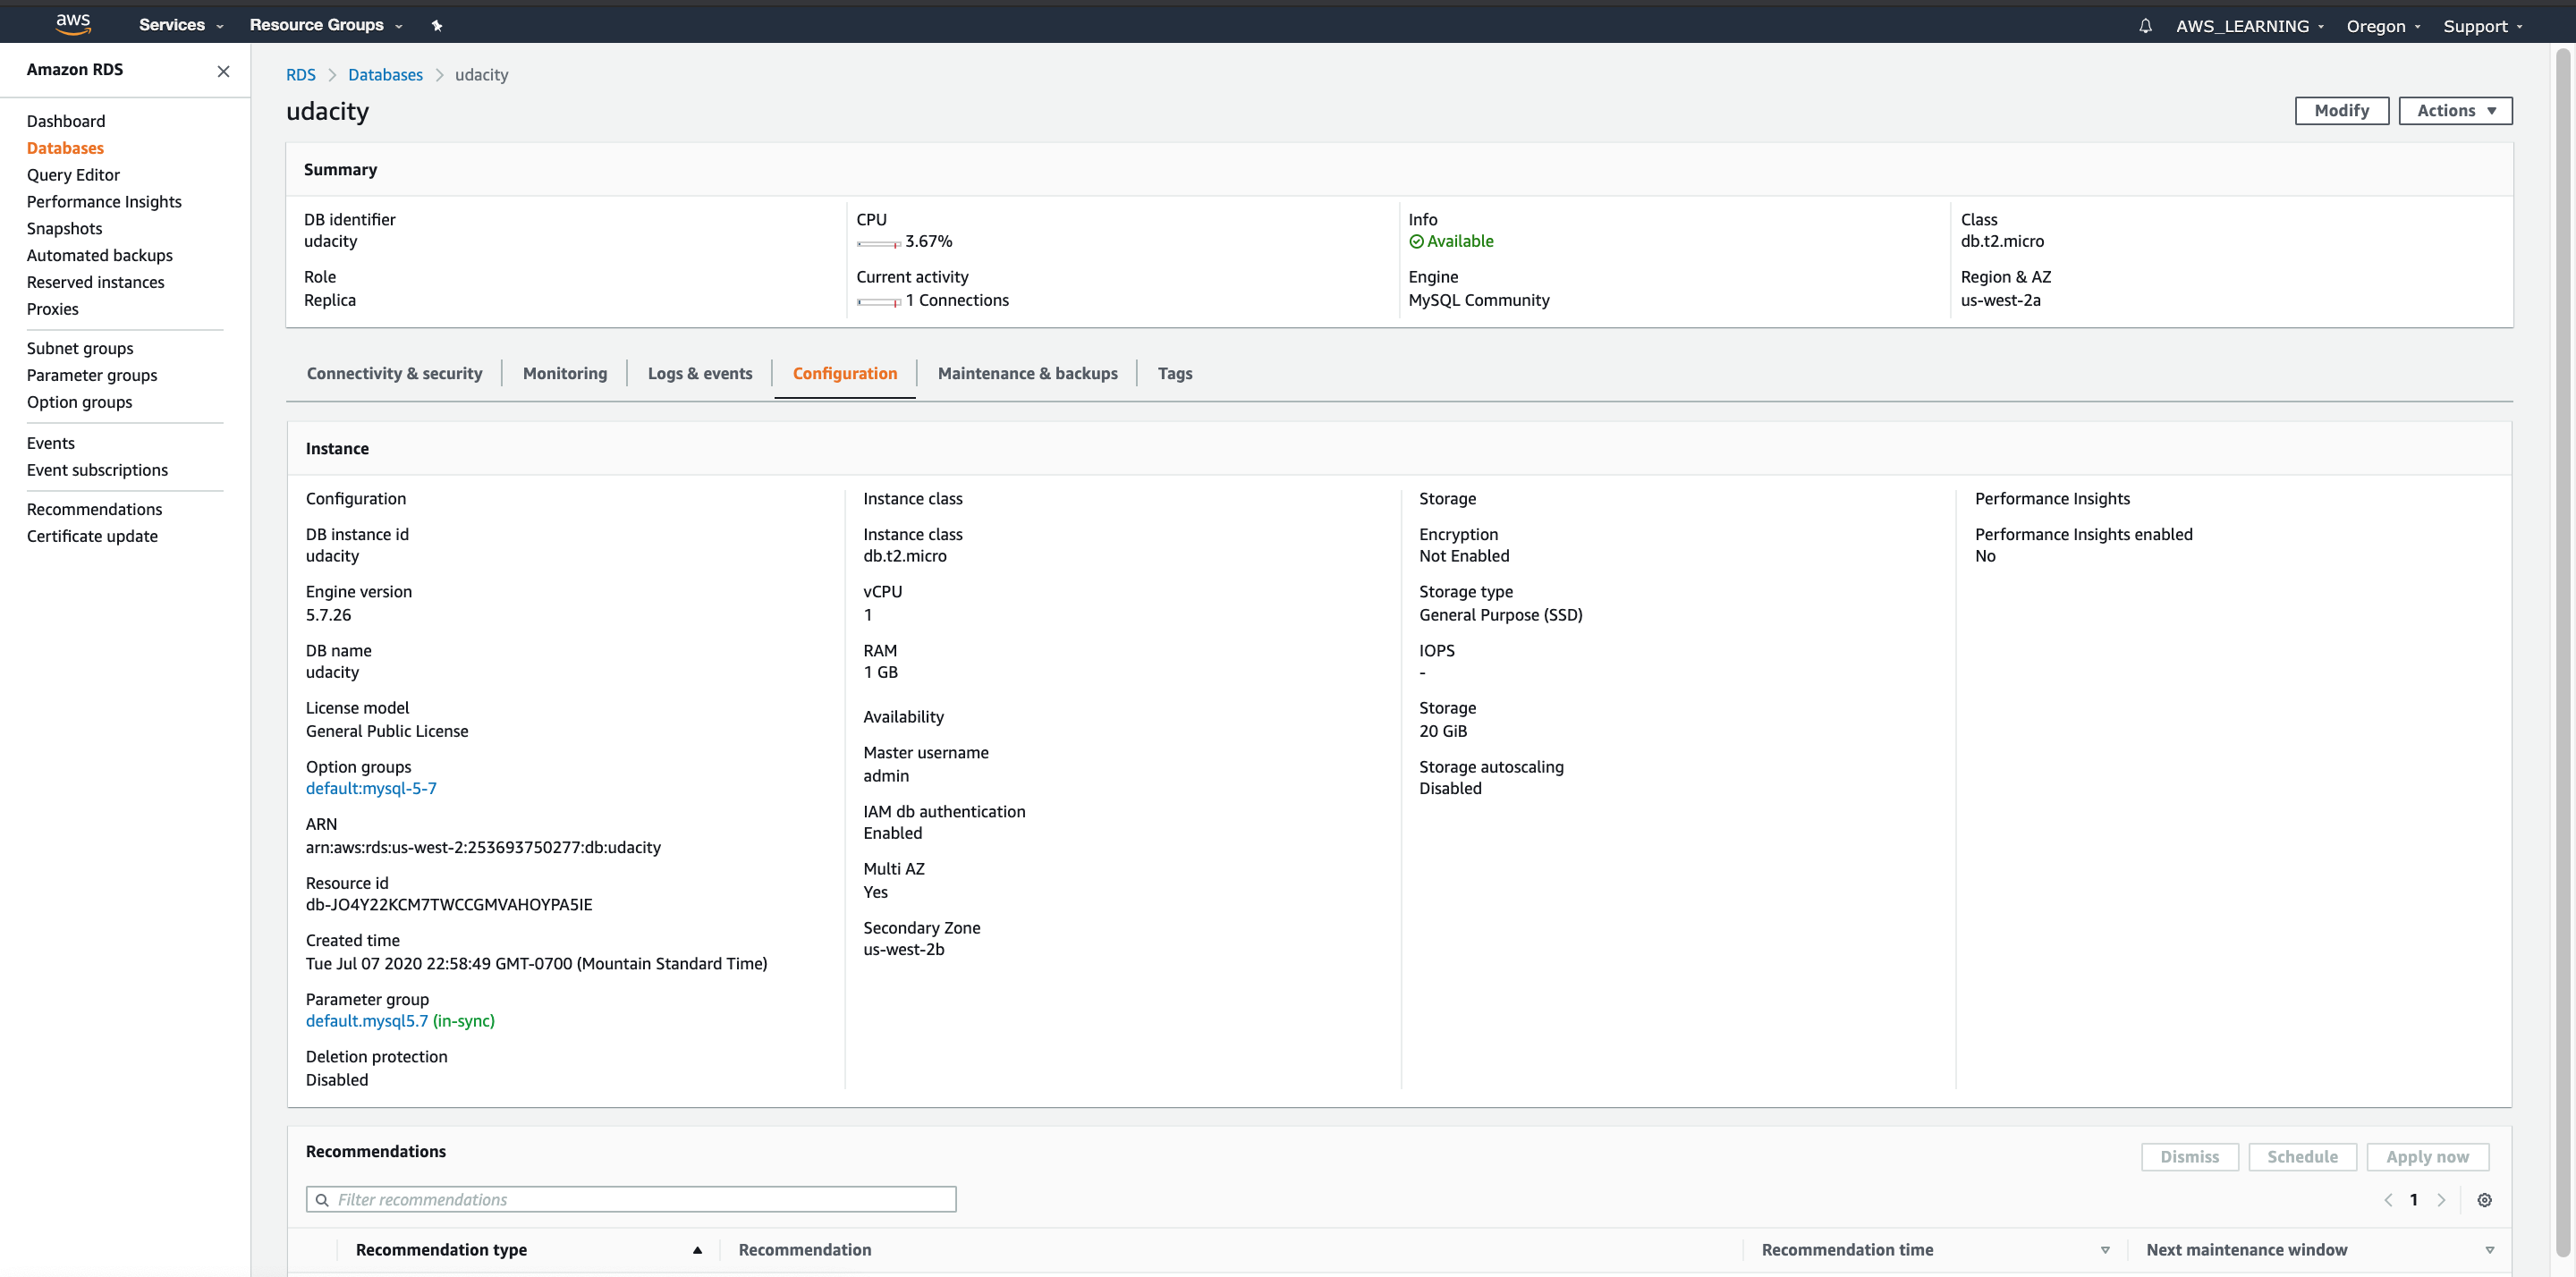 aws
Services
Resource Groups
AWS_LEARNING
Oregon
Support
Amazon RDS
Dashboard
Databases
Query Editor
Performance Insights
Snapshots
Automated backups
Reserved instances
Proxies
Subnet groups
Parameter groups
Option groups
Events
Event subscriptions
Recommendations
Certificate update
RDS > Databases > udacity
udacity
Modify
Actions
Summary
DB identifier
udacity
Role
Replica
CPU
3.67%
Current activity
1 Connections
Info
Available
Engine
MySQL Community
Class
db.t2.micro
Region & AZ
us-west-2a
Connectivity & security
Monitoring
Logs & events
Configuration
Maintenance & backups
Tags
Instance
Configuration
DB instance id
udacity
Engine version
5.7.26
DB name
udacity
License model
General Public License
Option groups
default:mysql-5-7
ARN
arn:aws:rds:us-west-2:253693750277:db:udacity
Resource id
db-JO4Y22KCM7TWCCGMVAHOYPA5IE
Created time
Tue Jul 07 2020 22:58:49 GMT-0700 (Mountain Standard Time)
Parameter group
default.mysql5.7 (in-sync)
Deletion protection
Disabled
Instance class
Instance class
db.t2.micro
vCPU
1
RAM
1 GB
Availability
Master username
admin
IAM db authentication
Enabled
Multi AZ
Yes
Secondary Zone
us-west-2b
Storage
Encryption
Not Enabled
Storage type
General Purpose (SSD)
IOPS
-
Storage
20 GiB
Storage autoscaling
Disabled
Performance Insights
Performance Insights enabled
No
Recommendations
Dismiss
Schedule
Apply now
Filter recommendations
1
Recommendation type
Recommendation
Recommendation time
Next maintenance window